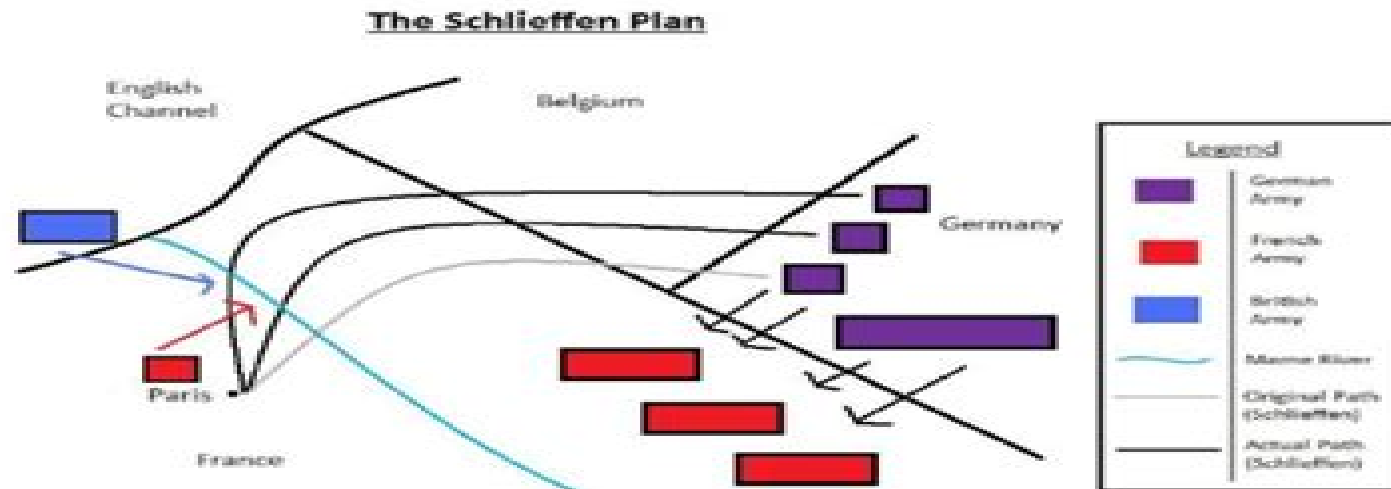 The Schlieffen Plan
English
Channel
Belgium
Germany
Paris
France
Legend
German
Army
French
Army
British
Army
Marne River
Original Path
(Schlieffen)
Actual Path
(Schlieffen)